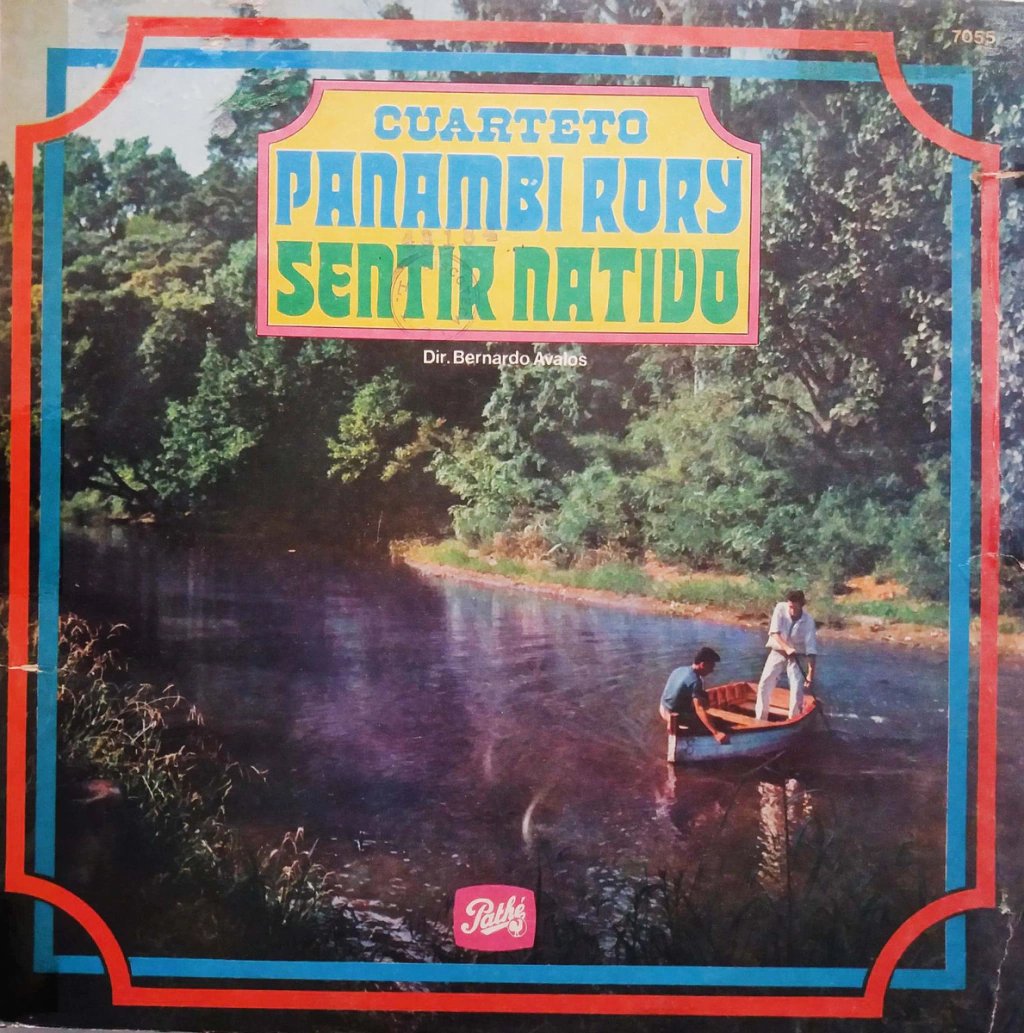 7055
CUARTETO
PANAMBI RORY
SENTIR NATIVO
Dir. Bernardo Avalos
Pathé